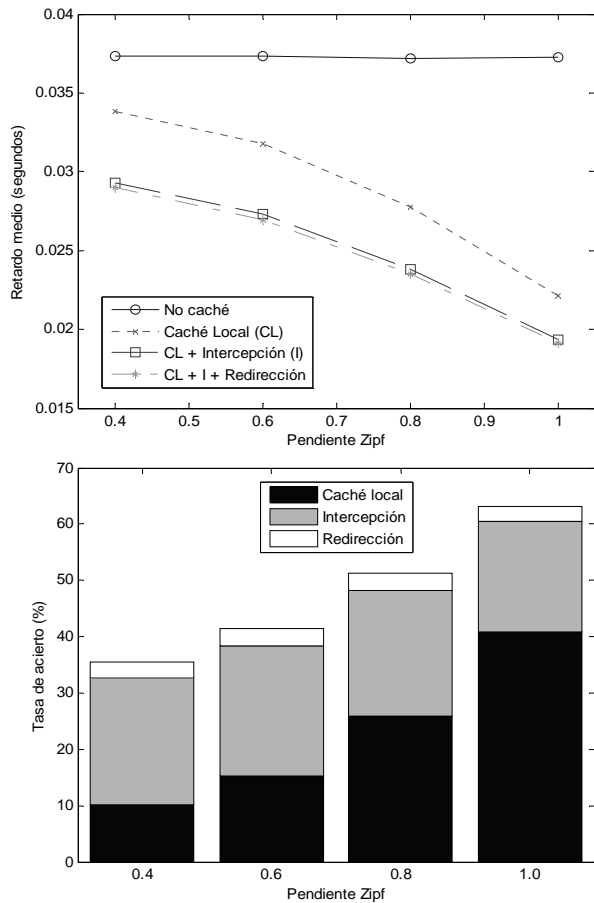 0.04
0.035
0.03
0.025
0.02
0.015
Retardo medio (segundos)
No caché
Caché Local (CL)
CL + Intercepción (I)
CL + I + Redirección
0.4 0.5 0.6 0.7 0.8 0.9 1
Pendiente Zipf
70
60
50
40
30
20
10
0
Tasa de acierto (%)
Caché local
Intercepción
Redirección
0.4 0.6 0.8 1.0
Pendiente Zipf